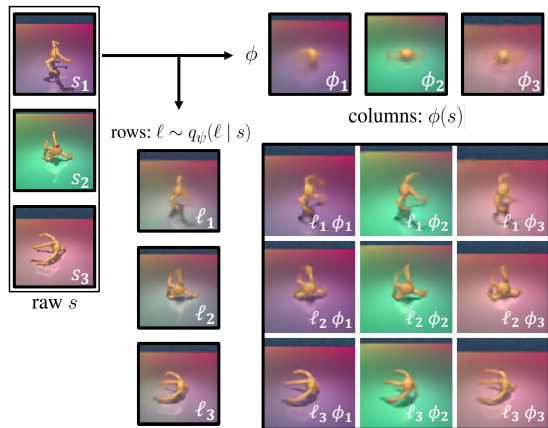 s₁
s₂
s₃
raw s
ϕ
ϕ₁
ϕ₂
ϕ₃
columns: ϕ(s)
rows: ℓ ∼ q_ψ(ℓ | s)
ℓ₁
ℓ₂
ℓ₃
ℓ₁ ϕ₁
ℓ₁ ϕ₂
ℓ₁ ϕ₃
ℓ₂ ϕ₁
ℓ₂ ϕ₂
ℓ₂ ϕ₃
ℓ₃ ϕ₁
ℓ₃ ϕ₂
ℓ₃ ϕ₃